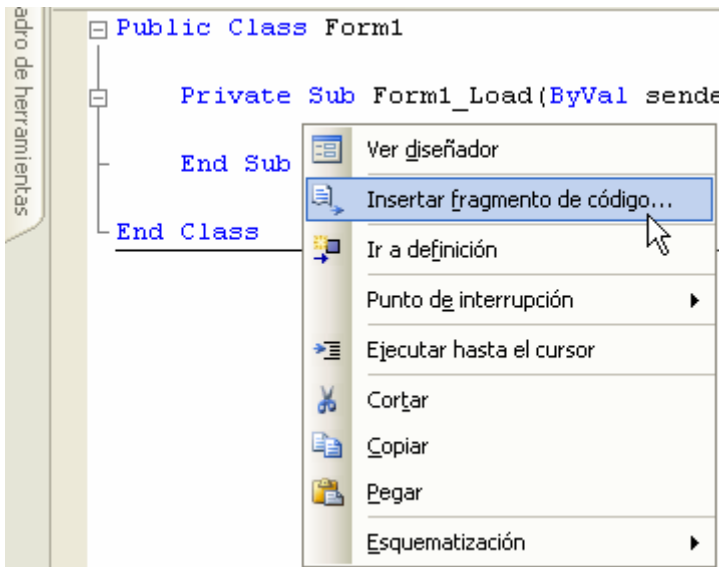 adro de herramientas
Public Class Form1
Private Sub Form1_Load(ByVal sende
End Sub
End Class
Ver diseñador
Insertar fragmento de código...
Ir a definición
Punto de interrupción
Ejecutar hasta el cursor
Cortar
Copiar
Pegar
Esquematización